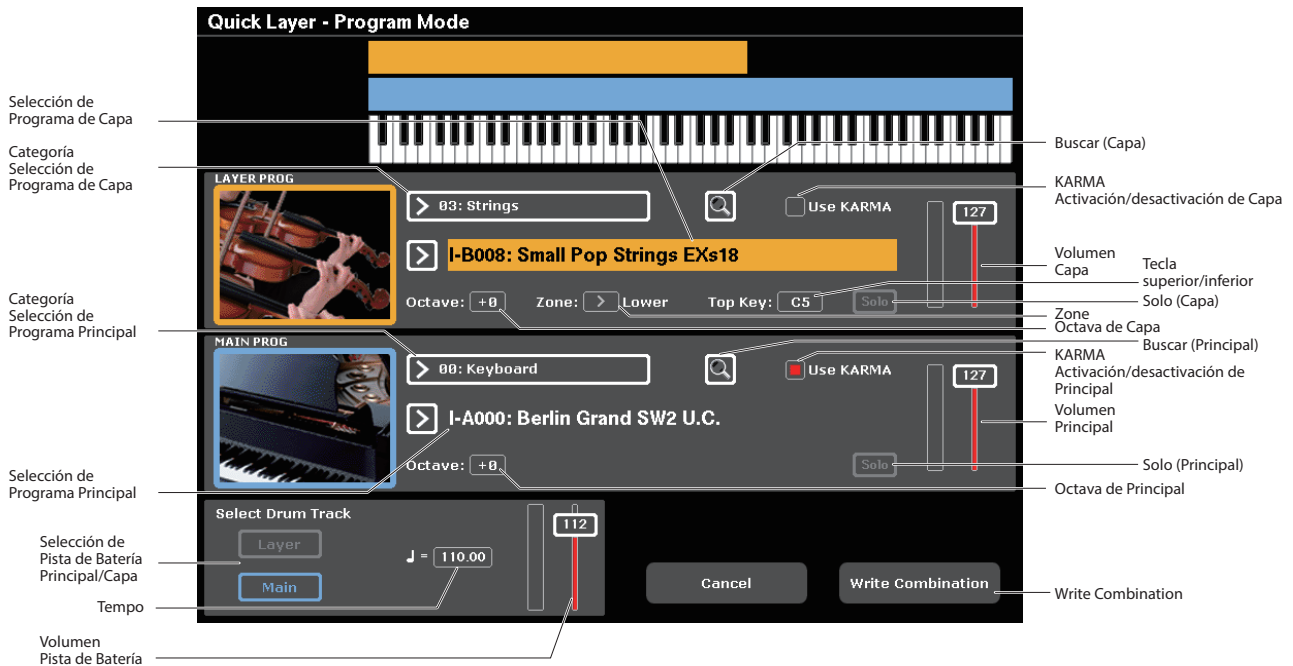 Quick Layer - Program Mode
Selección de
Programa de Capa
Categoría
Selección de
Programa de Capa
Categoría
Selección de
Programa Principal
Selección de
Programa Principal
Selección de
Pista de Batería
Principal/Capa
Tempo
Volumen
Pista de Batería
LAYER PROG
03: Strings
Use KARMA
127
I-B008: Small Pop Strings EXs18
Octave: +0 Zone: Lower Top Key: C5 Solo
MAIN PROG
00: Keyboard
Use KARMA
127
I-A000: Berlin Grand SW2 U.C.
Octave: +0 Solo
Select Drum Track
Layer
Main
♩ = 110.00
112
Cancel
Write Combination
Buscar (Capa)
KARMA
Activación/desactivación de Capa
Volumen
Capa
Tecla
superior/inferior
Solo (Capa)
Zone
Octava de Capa
Buscar (Principal)
KARMA
Activación/desactivación de
Principal
Volumen
Principal
Solo (Principal)
Octava de Principal
Write Combination